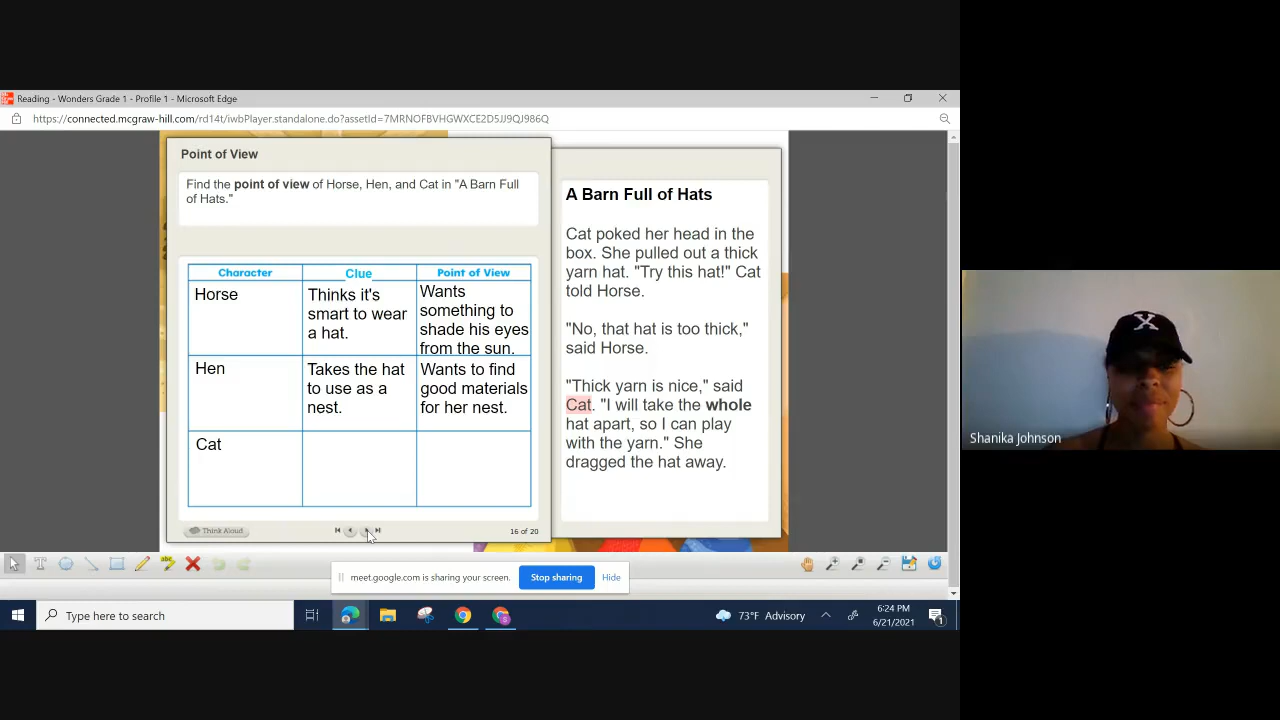 Reading - Wonders Grade 1 - Profile 1 - Microsoft Edge
https://connected.mcgraw-hill.com/rd14t/iwbPlayer.standalone.do?assetId=7MRNOFBVHGWXCE2D5JJ9QJ986Q
Point of View
Find the point of view of Horse, Hen, and Cat in "A Barn Full
of Hats."
Character
Clue
Point of View
Horse
Thinks it's
smart to wear
a hat.
Wants
something to
shade his eyes
from the sun.
Hen
Takes the hat
to use as a
nest.
Wants to find
good materials
for her nest.
Cat
Think Aloud
16 of 20
A Barn Full of Hats
Cat poked her head in the
box. She pulled out a thick
yarn hat. "Try this hat!" Cat
told Horse.
"No, that hat is too thick,"
said Horse.
"Thick yarn is nice," said
Cat. "I will take the whole
hat apart, so I can play
with the yarn." She
dragged the hat away.
X
Shanika Johnson
T
abc
meet.google.com is sharing your screen.
Stop sharing
Hide
Type here to search
73°F Advisory
6:24 PM
6/21/2021
1